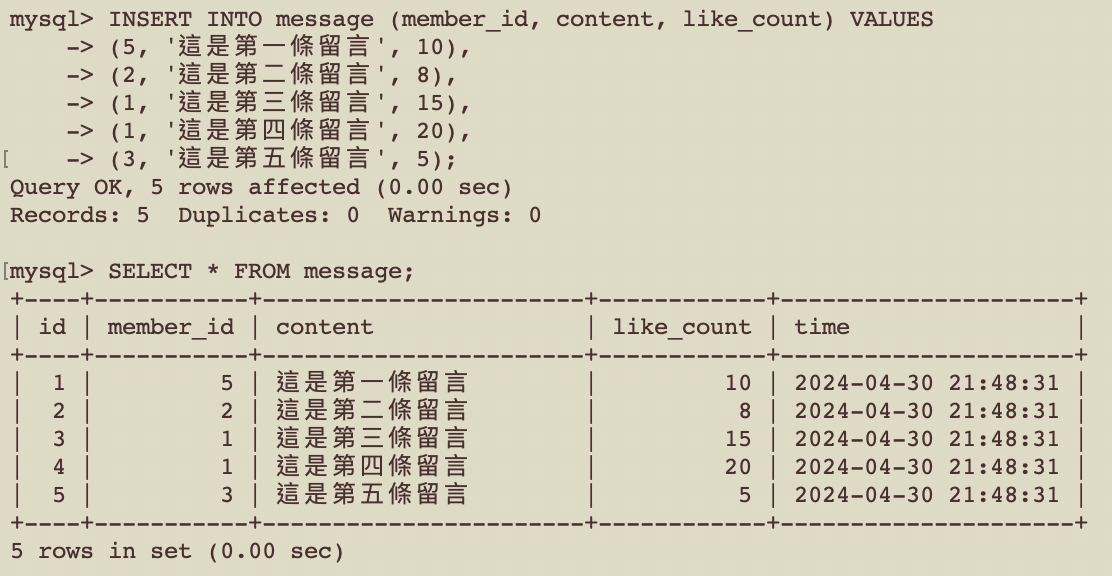 mysql> INSERT INTO message (member_id, content, like_count) VALUES
    -> (5, '這是第一條留言', 10),
    -> (2, '這是第二條留言', 8),
    -> (1, '這是第三條留言', 15),
    -> (1, '這是第四條留言', 20),
[    -> (3, '這是第五條留言', 5);
Query OK, 5 rows affected (0.00 sec)
Records: 5  Duplicates: 0  Warnings: 0
[mysql> SELECT * FROM message;
+----+-----------+-----------------------+------------+---------------------+
| id | member_id | content               | like_count | time                |
+----+-----------+-----------------------+------------+---------------------+
|  1 |         5 | 這是第一條留言        |         10 | 2024-04-30 21:48:31 |
|  2 |         2 | 這是第二條留言        |          8 | 2024-04-30 21:48:31 |
|  3 |         1 | 這是第三條留言        |         15 | 2024-04-30 21:48:31 |
|  4 |         1 | 這是第四條留言        |         20 | 2024-04-30 21:48:31 |
|  5 |         3 | 這是第五條留言        |          5 | 2024-04-30 21:48:31 |
+----+-----------+-----------------------+------------+---------------------+
5 rows in set (0.00 sec)